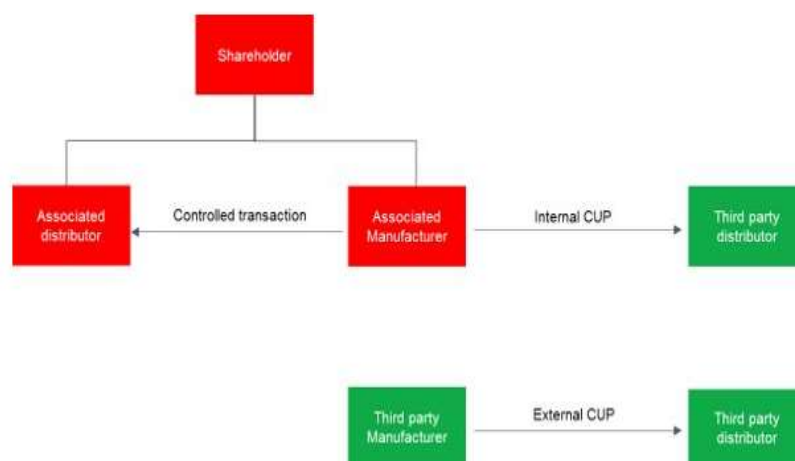 Shareholder
Associated
distributor
Controlled transaction
Associated
Manufacturer
Internal CUP
Third party
distributor
Third party
Manufacturer
External CUP
Third party
distributor